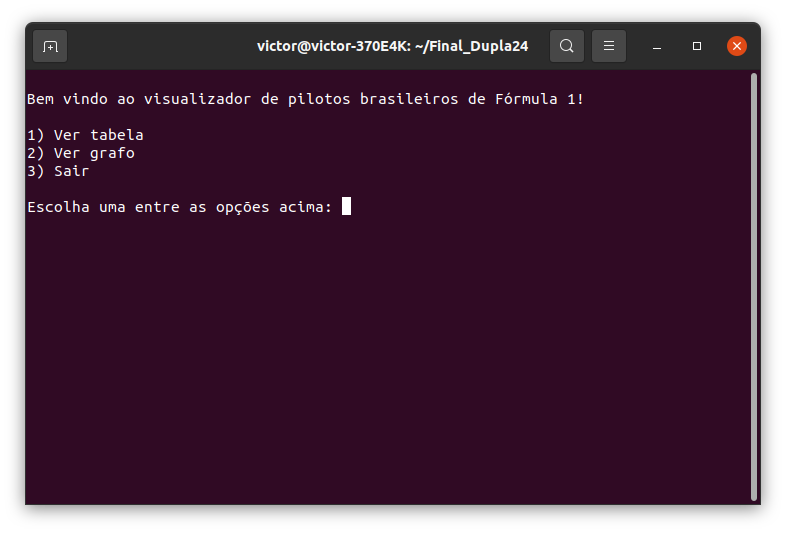 victor@victor-370E4K: ~/Final_Dupla24
Bem vindo ao visualizador de pilotos brasileiros de Fórmula 1!
1) Ver tabela
2) Ver grafo
3) Sair
Escolha uma entre as opções acima: